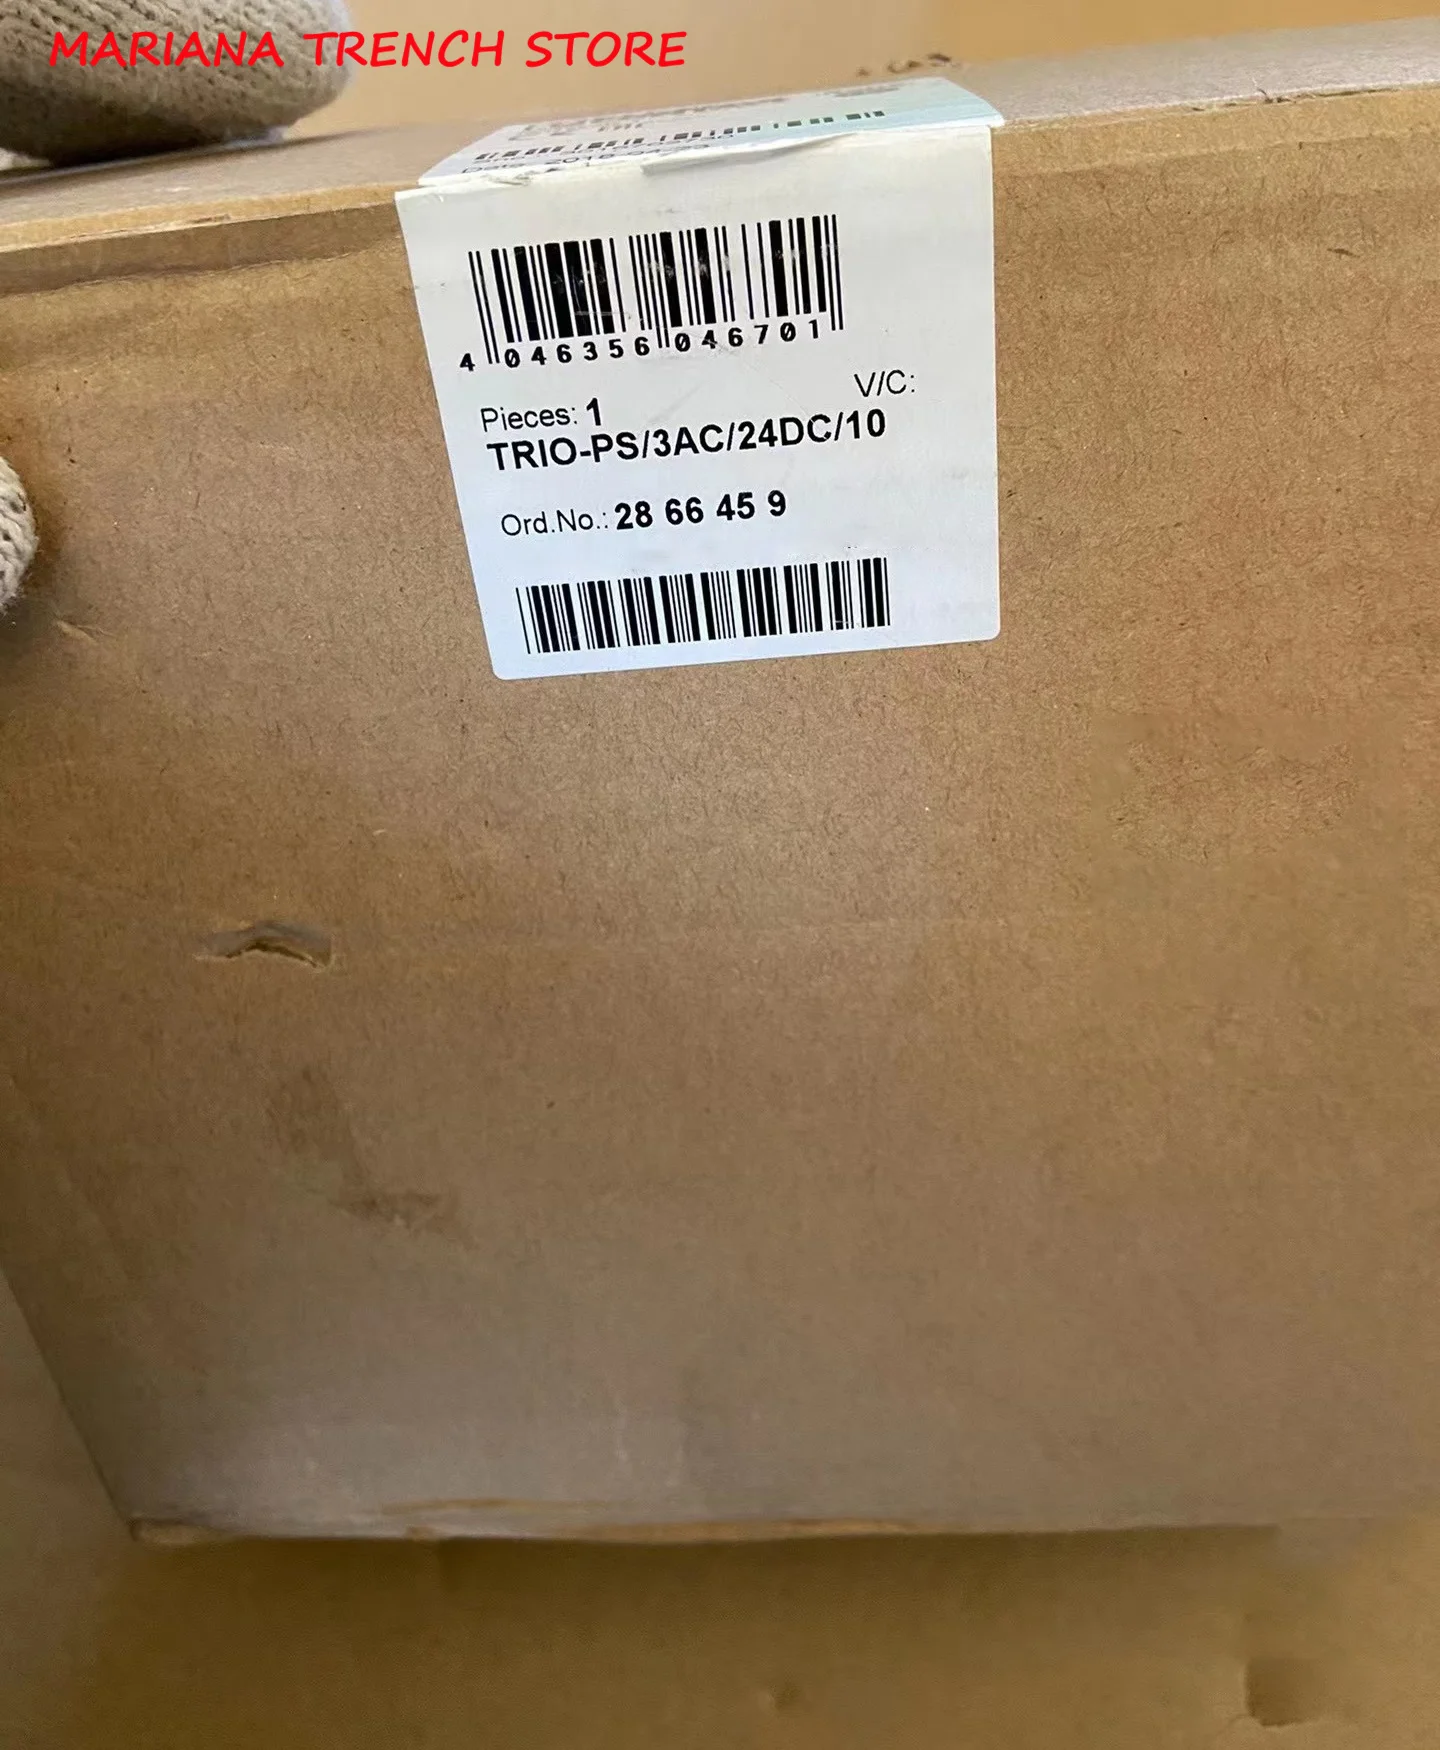 MARIANA TRENCH STORE
4 046356 046701
V/C:
Pieces: 1
TRIO-PS/3AC/24DC/10
Ord.No.: 28 66 45 9